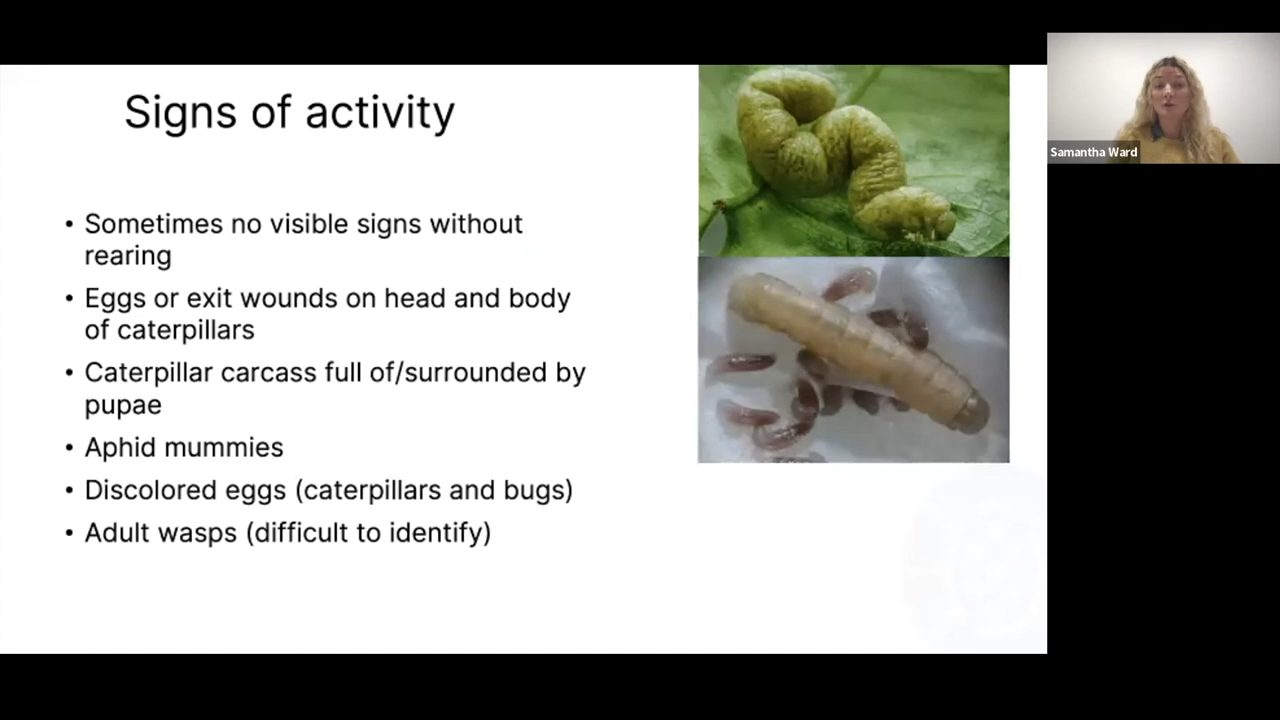 Signs of activity
Samantha Ward
• Sometimes no visible signs without
rearing
• Eggs or exit wounds on head and body
of caterpillars
• Caterpillar carcass full of/surrounded by
pupae
• Aphid mummies
• Discolored eggs (caterpillars and bugs)
• Adult wasps (difficult to identify)